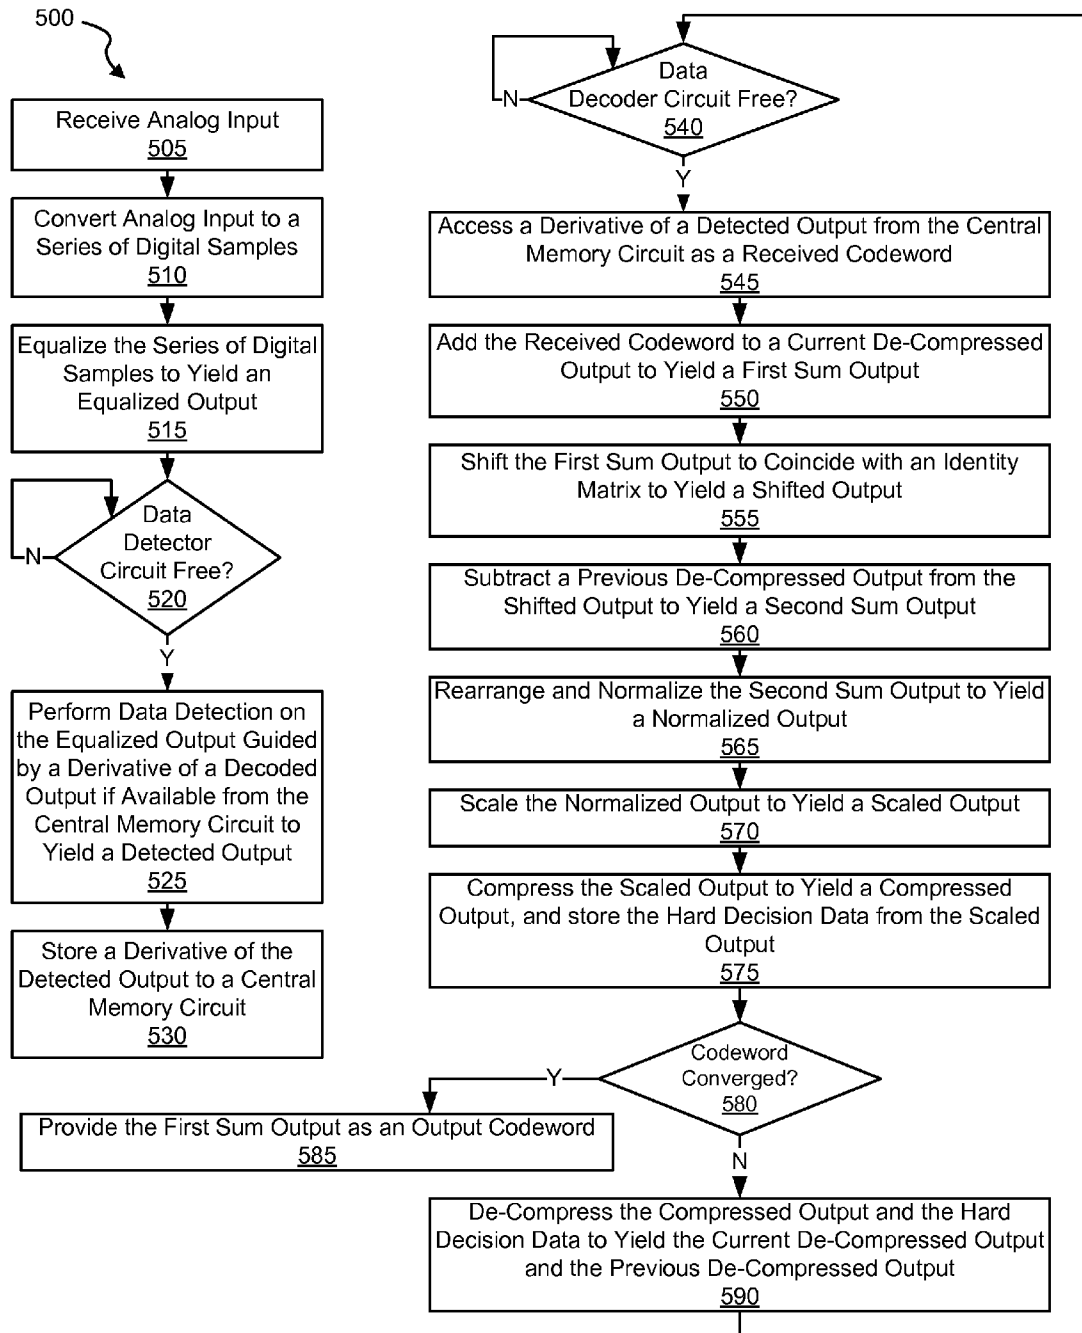 500
Receive Analog Input
505
Convert Analog Input to a
Series of Digital Samples
510
Equalize the Series of Digital
Samples to Yield an
Equalized Output
515
Data
Detector
Circuit Free?
520
N
Y
Perform Data Detection on
the Equalized Output Guided
by a Derivative of a Decoded
Output if Available from the
Central Memory Circuit to
Yield a Detected Output
525
Store a Derivative of the
Detected Output to a Central
Memory Circuit
530
Data
Decoder Circuit Free?
540
N
Y
Access a Derivative of a Detected Output from the Central
Memory Circuit as a Received Codeword
545
Add the Received Codeword to a Current De-Compressed
Output to Yield a First Sum Output
550
Shift the First Sum Output to Coincide with an Identity
Matrix to Yield a Shifted Output
555
Subtract a Previous De-Compressed Output from the
Shifted Output to Yield a Second Sum Output
560
Rearrange and Normalize the Second Sum Output to Yield
a Normalized Output
565
Scale the Normalized Output to Yield a Scaled Output
570
Compress the Scaled Output to Yield a Compressed
Output, and store the Hard Decision Data from the Scaled
Output
575
Codeword
Converged?
580
Y
Provide the First Sum Output as an Output Codeword
585
N
De-Compress the Compressed Output and the Hard
Decision Data to Yield the Current De-Compressed Output
and the Previous De-Compressed Output
590